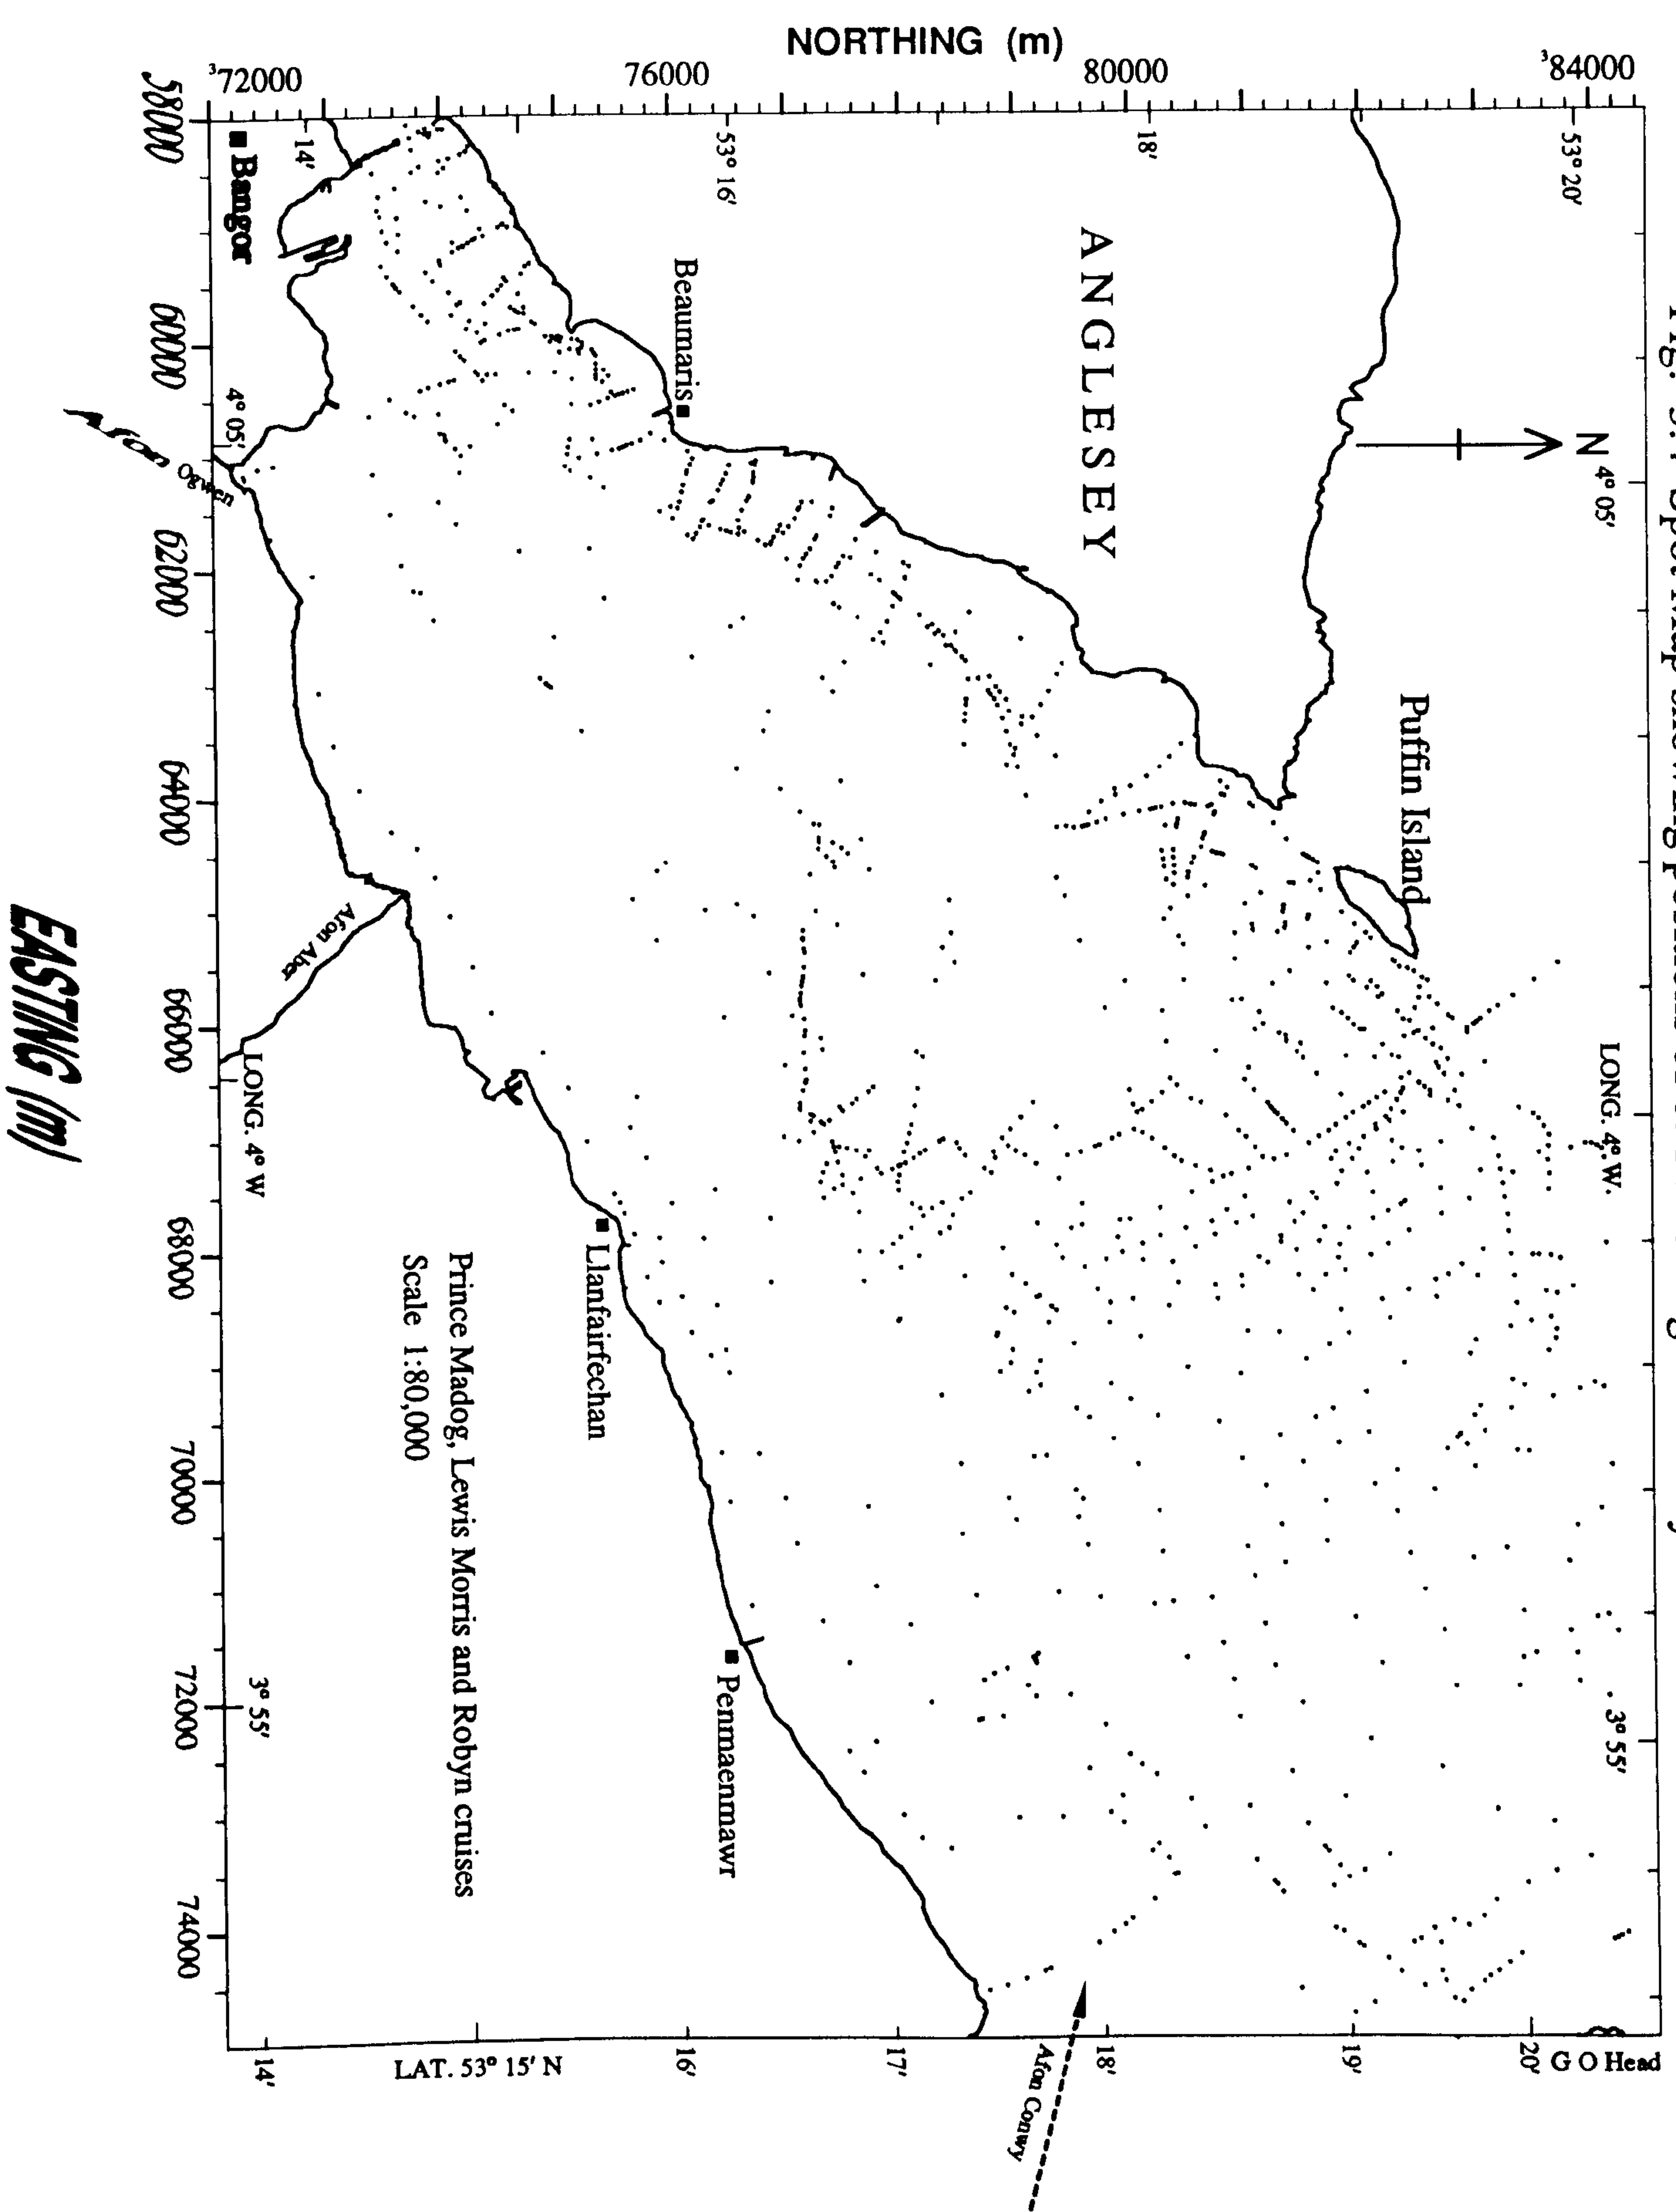 NORTHING (m)
³72000
76000
80000
³84000
14'
53° 16'
18'
53° 20'
Bangor
Beaumaris
ANGLESEY
Puffin Island
N
4° 05'
4° 05'
Afon Ogwen
Afon Aber
LONG. 4° W
LONG. 4° W.
Llanfairfechan
Prince Madog, Lewis Morris and Robyn cruises
Scale 1:80,000
Penmaenmawr
3° 55'
3° 55'
58000
60000
62000
64000
66000
68000
70000
72000
74000
EASTING (m)
14'
LAT. 53° 15' N
16'
17'
18'
19'
20'
G O Head
Afon Conwy